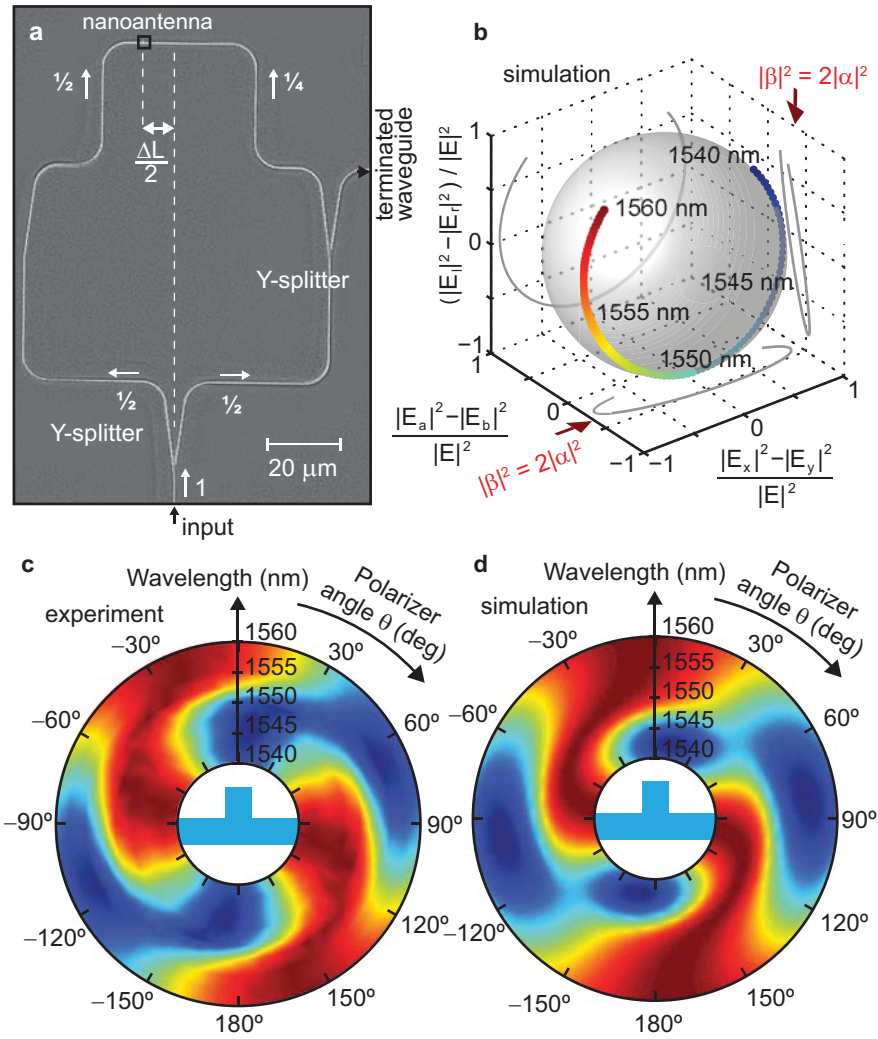 a
nanoantenna
½
¼
ΔL
2
terminated
waveguide
Y-splitter
½
½
Y-splitter
20 μm
1
input
b
simulation
|β|² = 2|α|²
(|Eₗ|² –|Eᵣ|²) / |E|²
1
0
−1
1540 nm
1560 nm
1545 nm
1555 nm
1550 nm
1
0
−1
−1
0
1
|Eₐ|² –|E_b|²
|E|²
|β|² = 2|α|²
|Eₓ|² –|E_y|²
|E|²
c
Wavelength (nm)
Polarizer
angle θ (deg)
experiment
1560
1555
1550
1545
1540
−30º
30º
−60º
60º
−90º
90º
−120º
120º
−150º
150º
180º
d
Wavelength (nm)
Polarizer
angle θ (deg)
simulation
1560
1555
1550
1545
1540
−30º
30º
−60º
60º
−90º
90º
−120º
120º
−150º
150º
180º